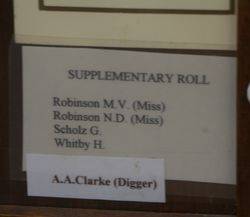 SUPPLEMENTARY ROLL
Robinson M.V. (Miss)
Robinson N.D. (Miss)
Scholz G.
Whitby H.
A.A.Clarke (Digger)